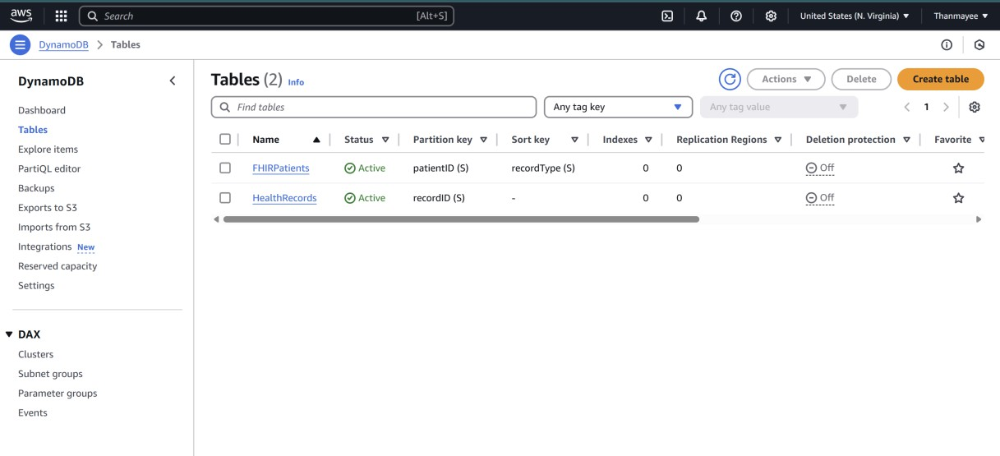 aws
Search [Alt+S]
United States (N. Virginia) ▼ Thanmayee ▼
DynamoDB > Tables
DynamoDB
Dashboard
Tables
Explore items
PartiQL editor
Backups
Exports to S3
Imports from S3
Integrations New
Reserved capacity
Settings
▼ DAX
Clusters
Subnet groups
Parameter groups
Events
Tables (2) Info
Actions ▼ Delete Create table
Find tables Any tag key Any tag value 1
Name Status Partition key Sort key Indexes Replication Regions Deletion protection Favorite
FHIRPatients Active patientID (S) recordType (S) 0 0 Off
HealthRecords Active recordID (S) - 0 0 Off